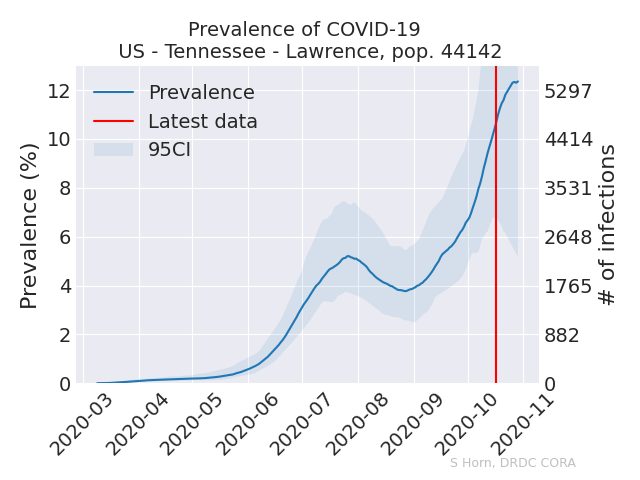 Prevalence of COVID-19
US - Tennessee - Lawrence, pop. 44142
Prevalence
Latest data
95CI
Prevalence (%)
12
10
8
6
4
2
0
5297
4414
3531
2648
1765
882
0
# of infections
2020-03
2020-04
2020-05
2020-06
2020-07
2020-08
2020-09
2020-10
2020-11
S Horn, DRDC CORA